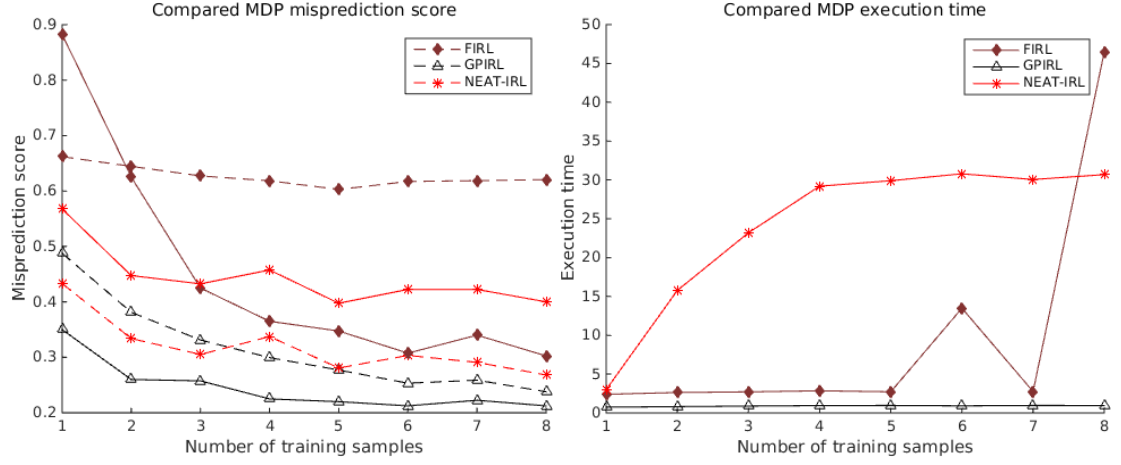 Compared MDP misprediction score
0.9
0.8
0.7
0.6
0.5
0.4
0.3
0.2
Misprediction score
FIRL
GPIRL
NEAT-IRL
1 2 3 4 5 6 7 8
Number of training samples
Compared MDP execution time
50
45
40
35
30
25
20
15
10
5
0
Execution time
FIRL
GPIRL
NEAT-IRL
1 2 3 4 5 6 7 8
Number of training samples